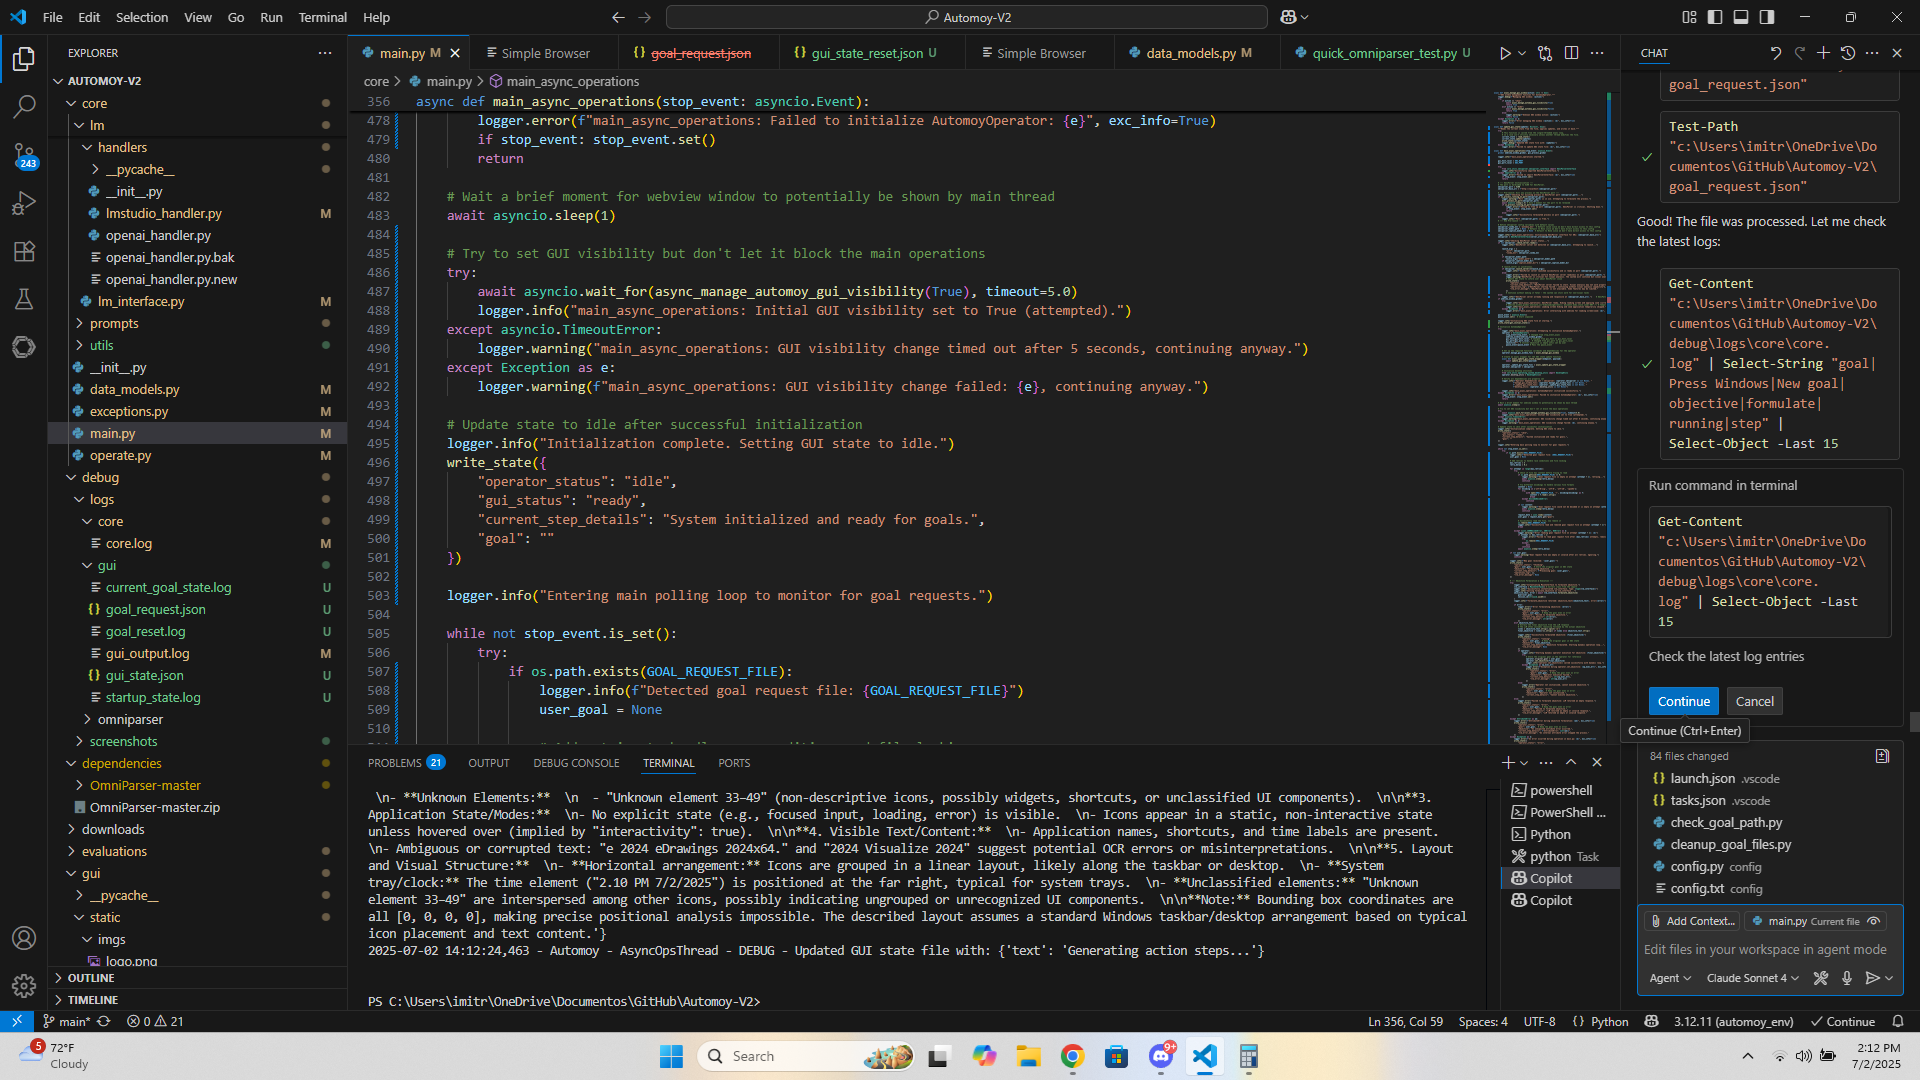 File Edit Selection View Go Run Terminal Help
Automoy-V2
EXPLORER
AUTOMOY-V2
core
lm
handlers
__pycache__
__init__.py
lmstudio_handler.py M
openai_handler.py
openai_handler.py.bak
openai_handler.py.new
lm_interface.py M
prompts
utils
__init__.py
data_models.py M
exceptions.py M
main.py M
operate.py M
debug
logs
core
core.log M
gui
current_goal_state.log U
goal_request.json U
goal_reset.log U
gui_output.log M
gui_state.json U
startup_state.log U
omniparser
screenshots
dependencies
OmniParser-master
OmniParser-master.zip
downloads
evaluations
gui
__pycache__
static
imgs
logo.png
OUTLINE
TIMELINE
243
main.py M
Simple Browser
goal_request.json
gui_state_reset.json U
Simple Browser
data_models.py M
quick_omniparser_test.py U
core > main.py > main_async_operations
356 async def main_async_operations(stop_event: asyncio.Event):
478 logger.error(f"main_async_operations: Failed to initialize AutomoyOperator: {e}", exc_info=True)
479 if stop_event: stop_event.set()
480 return
481
482 # Wait a brief moment for webview window to potentially be shown by main thread
483 await asyncio.sleep(1)
484
485 # Try to set GUI visibility but don't let it block the main operations
486 try:
487 await asyncio.wait_for(async_manage_automoy_gui_visibility(True), timeout=5.0)
488 logger.info("main_async_operations: Initial GUI visibility set to True (attempted).")
489 except asyncio.TimeoutError:
490 logger.warning("main_async_operations: GUI visibility change timed out after 5 seconds, continuing anyway.")
491 except Exception as e:
492 logger.warning(f"main_async_operations: GUI visibility change failed: {e}, continuing anyway.")
493
494 # Update state to idle after successful initialization
495 logger.info("Initialization complete. Setting GUI state to idle.")
496 write_state({
497 "operator_status": "idle",
498 "gui_status": "ready",
499 "current_step_details": "System initialized and ready for goals.",
500 "goal": ""
501 })
502
503 logger.info("Entering main polling loop to monitor for goal requests.")
504
505 while not stop_event.is_set():
506 try:
507 if os.path.exists(GOAL_REQUEST_FILE):
508 logger.info(f"Detected goal request file: {GOAL_REQUEST_FILE}")
509 user_goal = None
510
PROBLEMS 21 OUTPUT DEBUG CONSOLE TERMINAL PORTS
\n- **Unknown Elements:** \n - "Unknown element 33–49" (non-descriptive icons, possibly widgets, shortcuts, or unclassified UI components). \n\n**3.
Application State/Modes:** \n- No explicit state (e.g., focused input, loading, error) is visible. \n- Icons appear in a static, non-interactive state
unless hovered over (implied by "interactivity": true). \n\n**4. Visible Text/Content:** \n- Application names, shortcuts, and time labels are present.
\n- Ambiguous or corrupted text: "e 2024 eDrawings 2024x64." and "2024 Visualize 2024" suggest potential OCR errors or misinterpretations. \n\n**5. Layout
and Visual Structure:** \n- **Horizontal arrangement:** Icons are grouped in a linear layout, likely along the taskbar or desktop. \n- **System
tray/clock:** The time element ("2.10 PM 7/2/2025") is positioned at the far right, typical for system trays. \n- **Unclassified elements:** "Unknown
element 33–49" are interspersed among other icons, possibly indicating ungrouped or unrecognized UI components. \n\n**Note:** Bounding box coordinates are
all [0, 0, 0, 0], making precise positional analysis impossible. The described layout assumes a standard Windows taskbar/desktop arrangement based on typical
icon placement and text content.'}
2025-07-02 14:12:24,463 - Automoy - AsyncOpsThread - DEBUG - Updated GUI state file with: {'text': 'Generating action steps...'}
PS C:\Users\imitr\OneDrive\Documentos\GitHub\Automoy-V2>
powershell
PowerShell ...
Python
python Task
Copilot
Copilot
CHAT
goal_request.json"
Test-Path
"c:\Users\imitr\OneDrive\Do
cumentos\GitHub\Automoy-V2\
goal_request.json"
Good! The file was processed. Let me check
the latest logs:
Get-Content
"c:\Users\imitr\OneDrive\Do
cumentos\GitHub\Automoy-V2\
debug\logs\core\core.
log" | Select-String "goal|
Press Windows|New goal|
objective|formulate|
running|step" |
Select-Object -Last 15
Run command in terminal
Get-Content
"c:\Users\imitr\OneDrive\Do
cumentos\GitHub\Automoy-V2\
debug\logs\core\core.
log" | Select-Object -Last
15
Check the latest log entries
Continue Cancel
Continue (Ctrl+Enter)
84 files changed
launch.json .vscode
tasks.json .vscode
check_goal_path.py
cleanup_goal_files.py
config.py config
config.txt config
Add Context... main.py Current file
Edit files in your workspace in agent mode
Agent Claude Sonnet 4
main* 0 21
Ln 356, Col 59 Spaces: 4 UTF-8 {} Python 3.12.11 (automoy_env) Continue
5
72°F
Cloudy
Search
9+
2:12 PM
7/2/2025